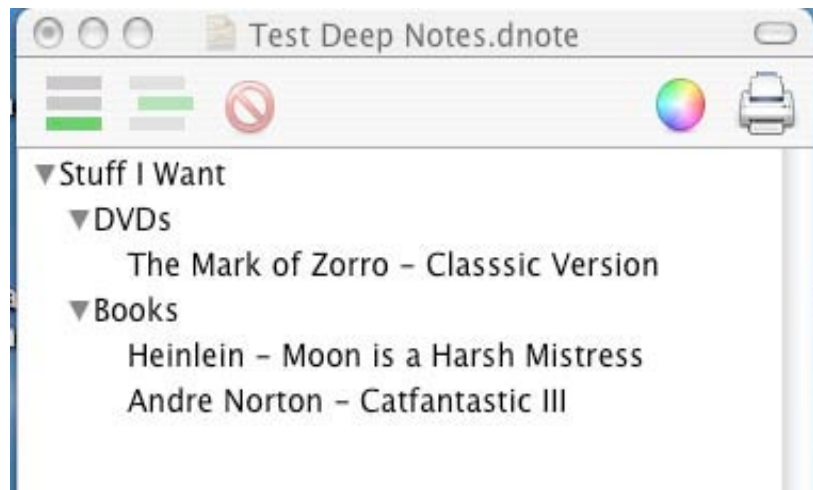 Test Deep Notes.dnote
Stuff I Want
DVDs
The Mark of Zorro – Classsic Version
Books
Heinlein – Moon is a Harsh Mistress
Andre Norton – Catfantastic III